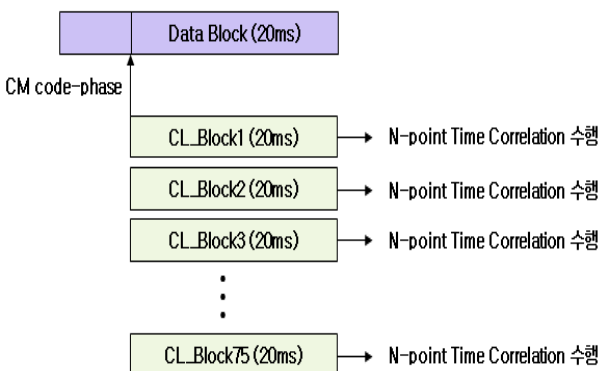 Data Block (20ms)
CM code-phase
CL_Block1 (20ms) N-point Time Correlation 수행
CL_Block2 (20ms) N-point Time Correlation 수행
CL_Block3 (20ms) N-point Time Correlation 수행
CL_Block75 (20ms) N-point Time Correlation 수행